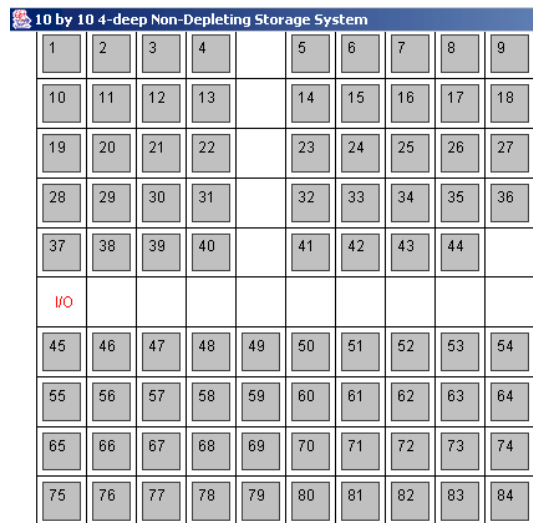 10 by 10 4-deep Non-Depleting Storage System
1 2 3 4 5 6 7 8 9
10 11 12 13 14 15 16 17 18
19 20 21 22 23 24 25 26 27
28 29 30 31 32 33 34 35 36
37 38 39 40 41 42 43 44
I/O
45 46 47 48 49 50 51 52 53 54
55 56 57 58 59 60 61 62 63 64
65 66 67 68 69 70 71 72 73 74
75 76 77 78 79 80 81 82 83 84